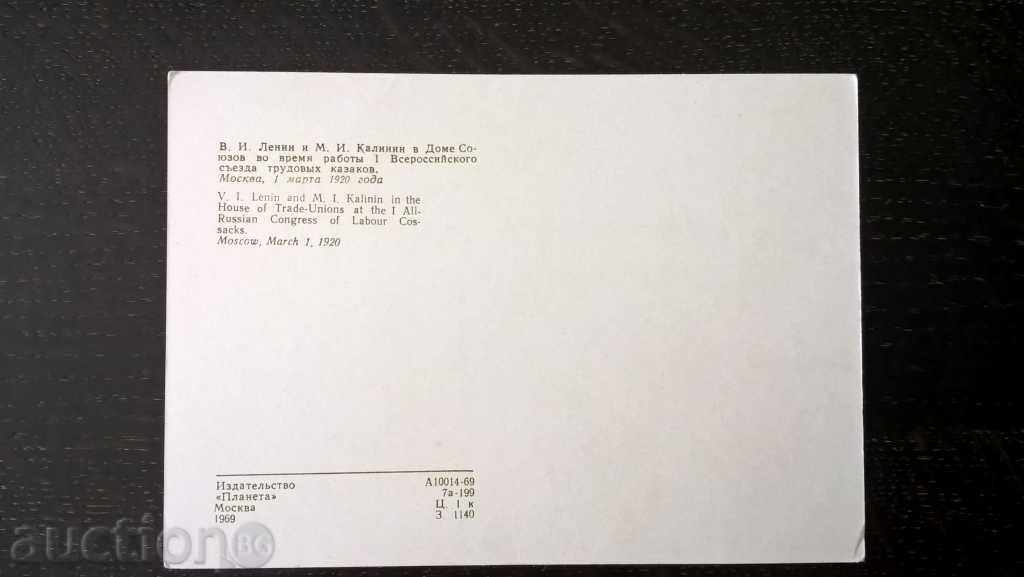 В. И. Ленин и М. И. Калинин в Доме Со-
юзов во время работы I Всероссийского
съезда трудовых казаков.
Москва, 1 марта 1920 года
V. I. Lenin and M. I. Kalinin in the
House of Trade-Unions at the I All-
Russian Congress of Labour Cos-
sacks.
Moscow, March 1, 1920
Издательство
«Планета»
Москва
1969
А10014-69
7а-199
Ц. 1 к
З. 1140
auction BG